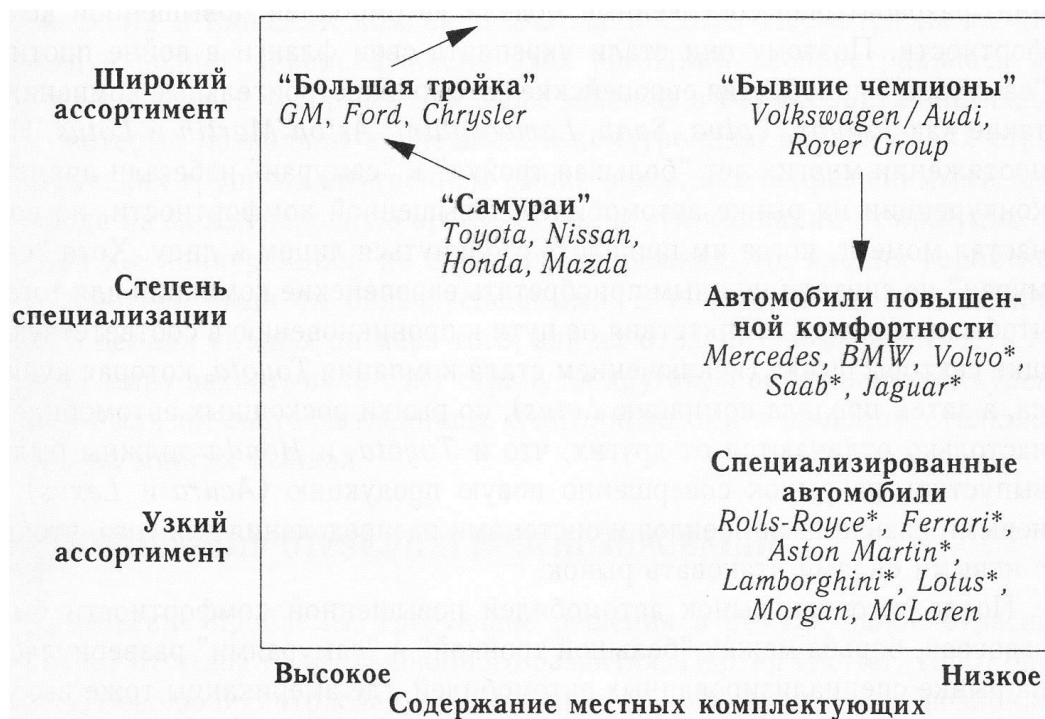 Широкий
ассортимент
“Большая тройка”
GM, Ford, Chrysler
“Бывшие чемпионы”
Volkswagen / Audi,
Rover Group
“Самураи”
Toyota, Nissan,
Honda, Mazda
Степень
специализации
Автомобили повышен-
ной комфортности
Mercedes, BMW, Volvo*
Saab*, Jaguar*
Специализированные
автомобили
Rolls-Royce*, Ferrari*
Aston Martin*
Lamborghini*, Lotus*,
Morgan, McLaren
Узкий
ассортимент
Высокое
Низкое
Содержание местных комплектующих